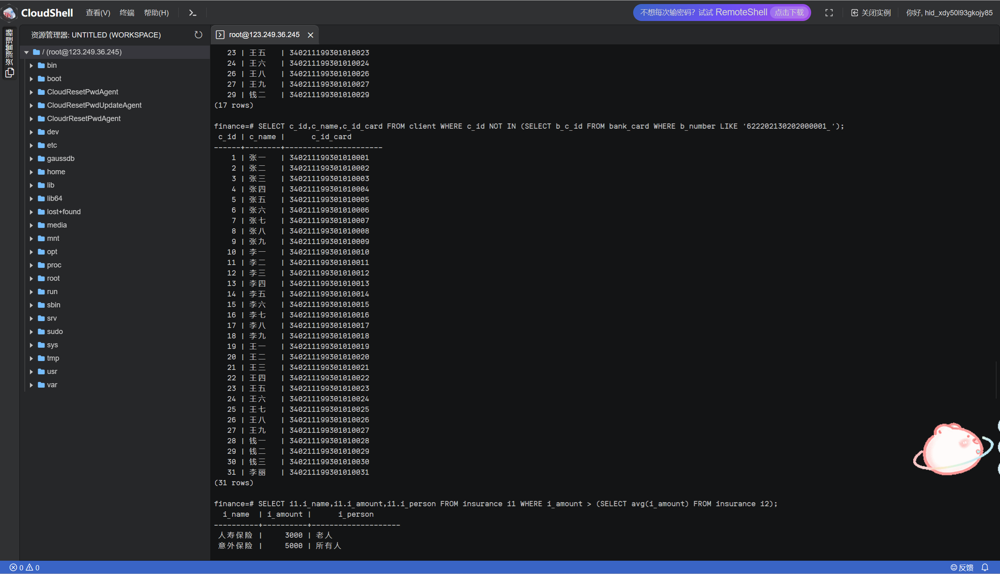 CloudShell 查看(V) 终端 帮助(H) 不想每次输密码？试试 RemoteShell 点击下载 关闭实例 你好, hid_xdy50l93gkojy85
资源管理器
资源管理器: UNTITLED (WORKSPACE)
/ (root@123.249.36.245)
bin
boot
CloudResetPwdAgent
CloudResetPwdUpdateAgent
CloudrResetPwdAgent
dev
etc
gaussdb
home
lib
lib64
lost+found
media
mnt
opt
proc
root
run
sbin
srv
sudo
sys
tmp
usr
var
root@123.249.36.245
23 | 王五 | 340211199301010023
24 | 王六 | 340211199301010024
26 | 王八 | 340211199301010026
27 | 王九 | 340211199301010027
29 | 钱二 | 340211199301010029
(17 rows)
finance=# SELECT c_id,c_name,c_id_card FROM client WHERE c_id NOT IN (SELECT b_c_id FROM bank_card WHERE b_number LIKE '622202130202000001_');
c_id | c_name | c_id_card
------+--------+----------------------
1 | 张一 | 340211199301010001
2 | 张二 | 340211199301010002
3 | 张三 | 340211199301010003
4 | 张四 | 340211199301010004
5 | 张五 | 340211199301010005
6 | 张六 | 340211199301010006
7 | 张七 | 340211199301010007
8 | 张八 | 340211199301010008
9 | 张九 | 340211199301010009
10 | 李一 | 340211199301010010
11 | 李二 | 340211199301010011
12 | 李三 | 340211199301010012
13 | 李四 | 340211199301010013
14 | 李五 | 340211199301010014
15 | 李六 | 340211199301010015
16 | 李七 | 340211199301010016
17 | 李八 | 340211199301010017
18 | 李九 | 340211199301010018
19 | 王一 | 340211199301010019
20 | 王二 | 340211199301010020
21 | 王三 | 340211199301010021
22 | 王四 | 340211199301010022
23 | 王五 | 340211199301010023
24 | 王六 | 340211199301010024
25 | 王七 | 340211199301010025
26 | 王八 | 340211199301010026
27 | 王九 | 340211199301010027
28 | 钱一 | 340211199301010028
29 | 钱二 | 340211199301010029
30 | 钱三 | 340211199301010030
31 | 李丽 | 340211199301010031
(31 rows)
finance=# SELECT i1.i_name,i1.i_amount,i1.i_person FROM insurance i1 WHERE i_amount > (SELECT avg(i_amount) FROM insurance i2);
i_name | i_amount | i_person
----------+----------+--------------------
人寿保险 | 3000 | 老人
意外保险 | 5000 | 所有人
0 0 反馈